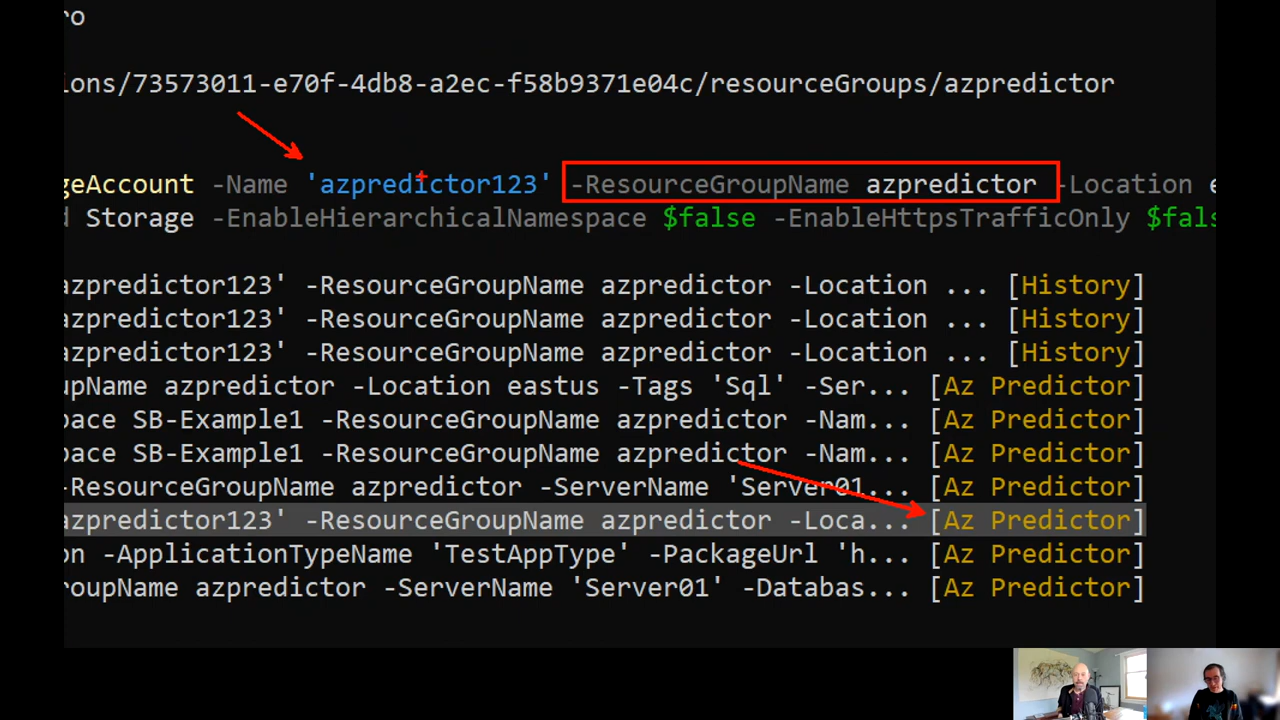 ro
ions/73573011-e70f-4db8-a2ec-f58b9371e04c/resourceGroups/azpredictor
geAccount -Name 'azpredictor123' -ResourceGroupName azpredictor -Location e
d Storage -EnableHierarchicalNamespace $false -EnableHttpsTrafficOnly $fals
azpredictor123' -ResourceGroupName azpredictor -Location ... [History]
azpredictor123' -ResourceGroupName azpredictor -Location ... [History]
azpredictor123' -ResourceGroupName azpredictor -Location ... [History]
upName azpredictor -Location eastus -Tags 'Sql' -Ser... [Az Predictor]
pace SB-Example1 -ResourceGroupName azpredictor -Nam... [Az Predictor]
pace SB-Example1 -ResourceGroupName azpredictor -Nam... [Az Predictor]
-ResourceGroupName azpredictor -ServerName 'Server01... [Az Predictor]
azpredictor123' -ResourceGroupName azpredictor -Loca... [Az Predictor]
on -ApplicationTypeName 'TestAppType' -PackageUrl 'h... [Az Predictor]
roupName azpredictor -ServerName 'Server01' -Databas... [Az Predictor]